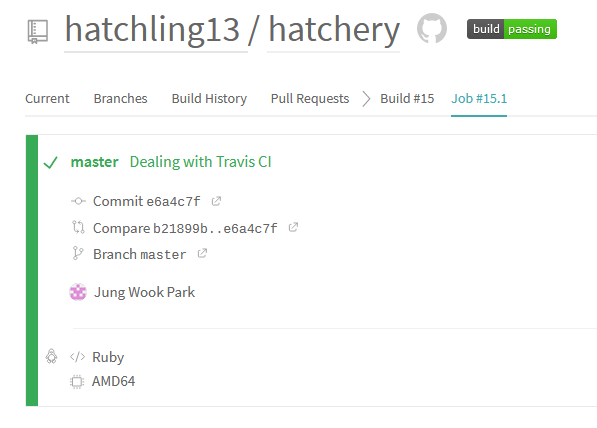 hatchling13 / hatchery build passing
Current Branches Build History Pull Requests Build #15 Job #15.1
master Dealing with Travis CI
Commit e6a4c7f
Compare b21899b..e6a4c7f
Branch master
Jung Wook Park
</> Ruby
AMD64